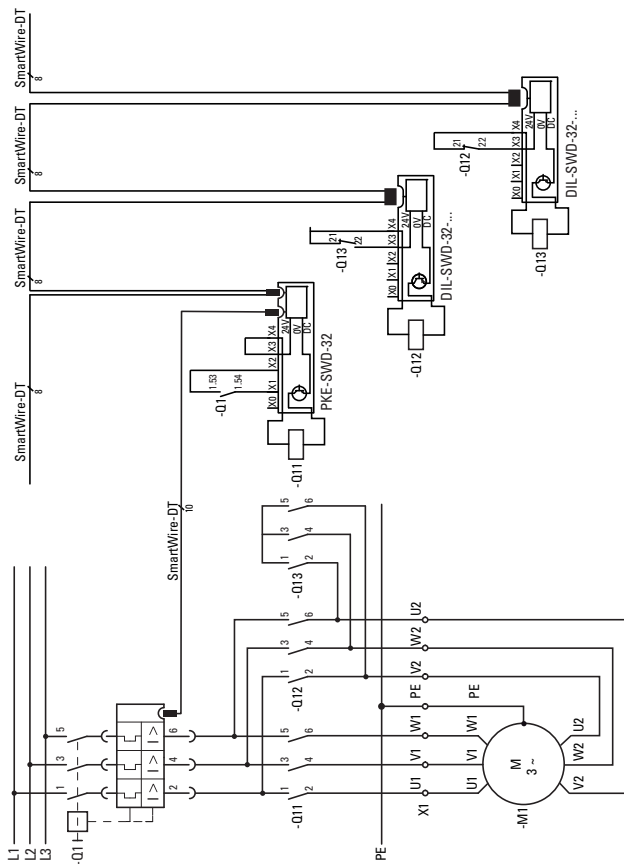 SmartWire-DT
8
SmartWire-DT
8
SmartWire-DT
8
SmartWire-DT
8
X0
X1
X2
X3
X4
24V
0V
DC
21
22
-Q12
-Q13
DIL-SWD-32-...
X0
X1
X2
X3
X4
24V
0V
DC
21
22
-Q13
-Q12
DIL-SWD-32-...
X0
X1
X2
X3
X4
24V
0V
DC
1.53
1.54
-Q1
-Q11
PKE-SWD-32
SmartWire-DT
10
L1
L2
L3
-Q1
1
3
5
I>
I>
I>
2
4
6
-Q13
1
3
5
2
4
6
-Q12
1
3
5
2
4
6
-Q11
1
3
5
2
4
6
PE
X1
U1
V1
W1
PE
V2
W2
U2
U1
V1
W1
PE
-M1
M
3 ~
V2
W2
U2